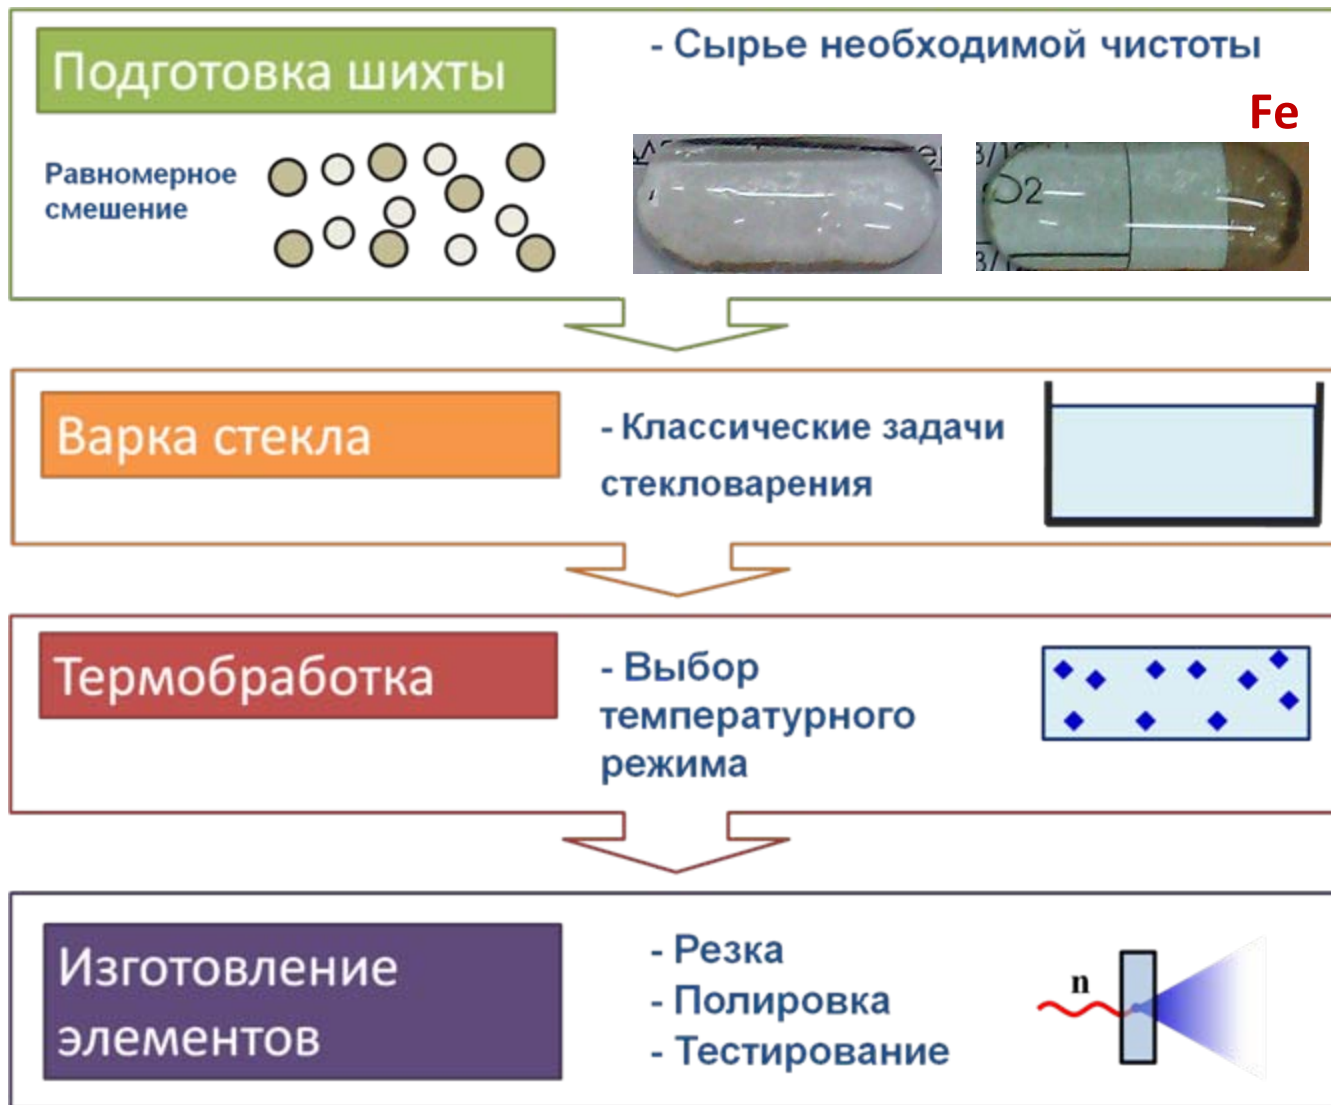 Подготовка шихты
- Сырье необходимой чистоты
Fe
Равномерное
смешение
O2
Варка стекла
- Классические задачи
стекловарения
Термобработка
- Выбор
температурного
режима
Изготовление
элементов
- Резка
- Полировка
- Тестирование
n